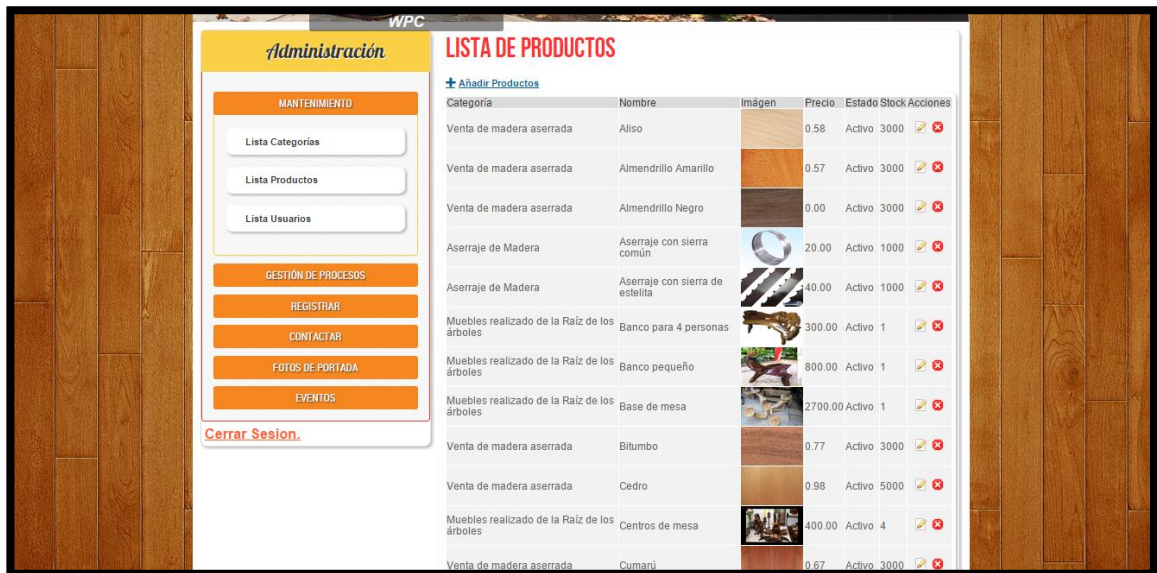 WPC
Administración
MANTENIMIENTO
Lista Categorías
Lista Productos
Lista Usuarios
GESTIÓN DE PROCESOS
REGISTRAR
CONTACTAR
FOTOS DE PORTADA
EVENTOS
Cerrar Sesion.
LISTA DE PRODUCTOS
Añadir Productos
Categoría Nombre Imágen Precio Estado Stock Acciones
Venta de madera aserrada Aliso 0.58 Activo 3000
Venta de madera aserrada Almendrillo Amarillo 0.57 Activo 3000
Venta de madera aserrada Almendrillo Negro 0.00 Activo 3000
Aserraje de Madera Aserraje con sierra común 20.00 Activo 1000
Aserraje de Madera Aserraje con sierra de estelita 40.00 Activo 1000
Muebles realizado de la Raíz de los árboles Banco para 4 personas 300.00 Activo 1
Muebles realizado de la Raíz de los árboles Banco pequeño 800.00 Activo 1
Muebles realizado de la Raíz de los árboles Base de mesa 2700.00 Activo 1
Venta de madera aserrada Bitumbo 0.77 Activo 3000
Venta de madera aserrada Cedro 0.98 Activo 5000
Muebles realizado de la Raíz de los árboles Centros de mesa 400.00 Activo 4
Venta de madera aserrada Cumarú 0.67 Activo 3000